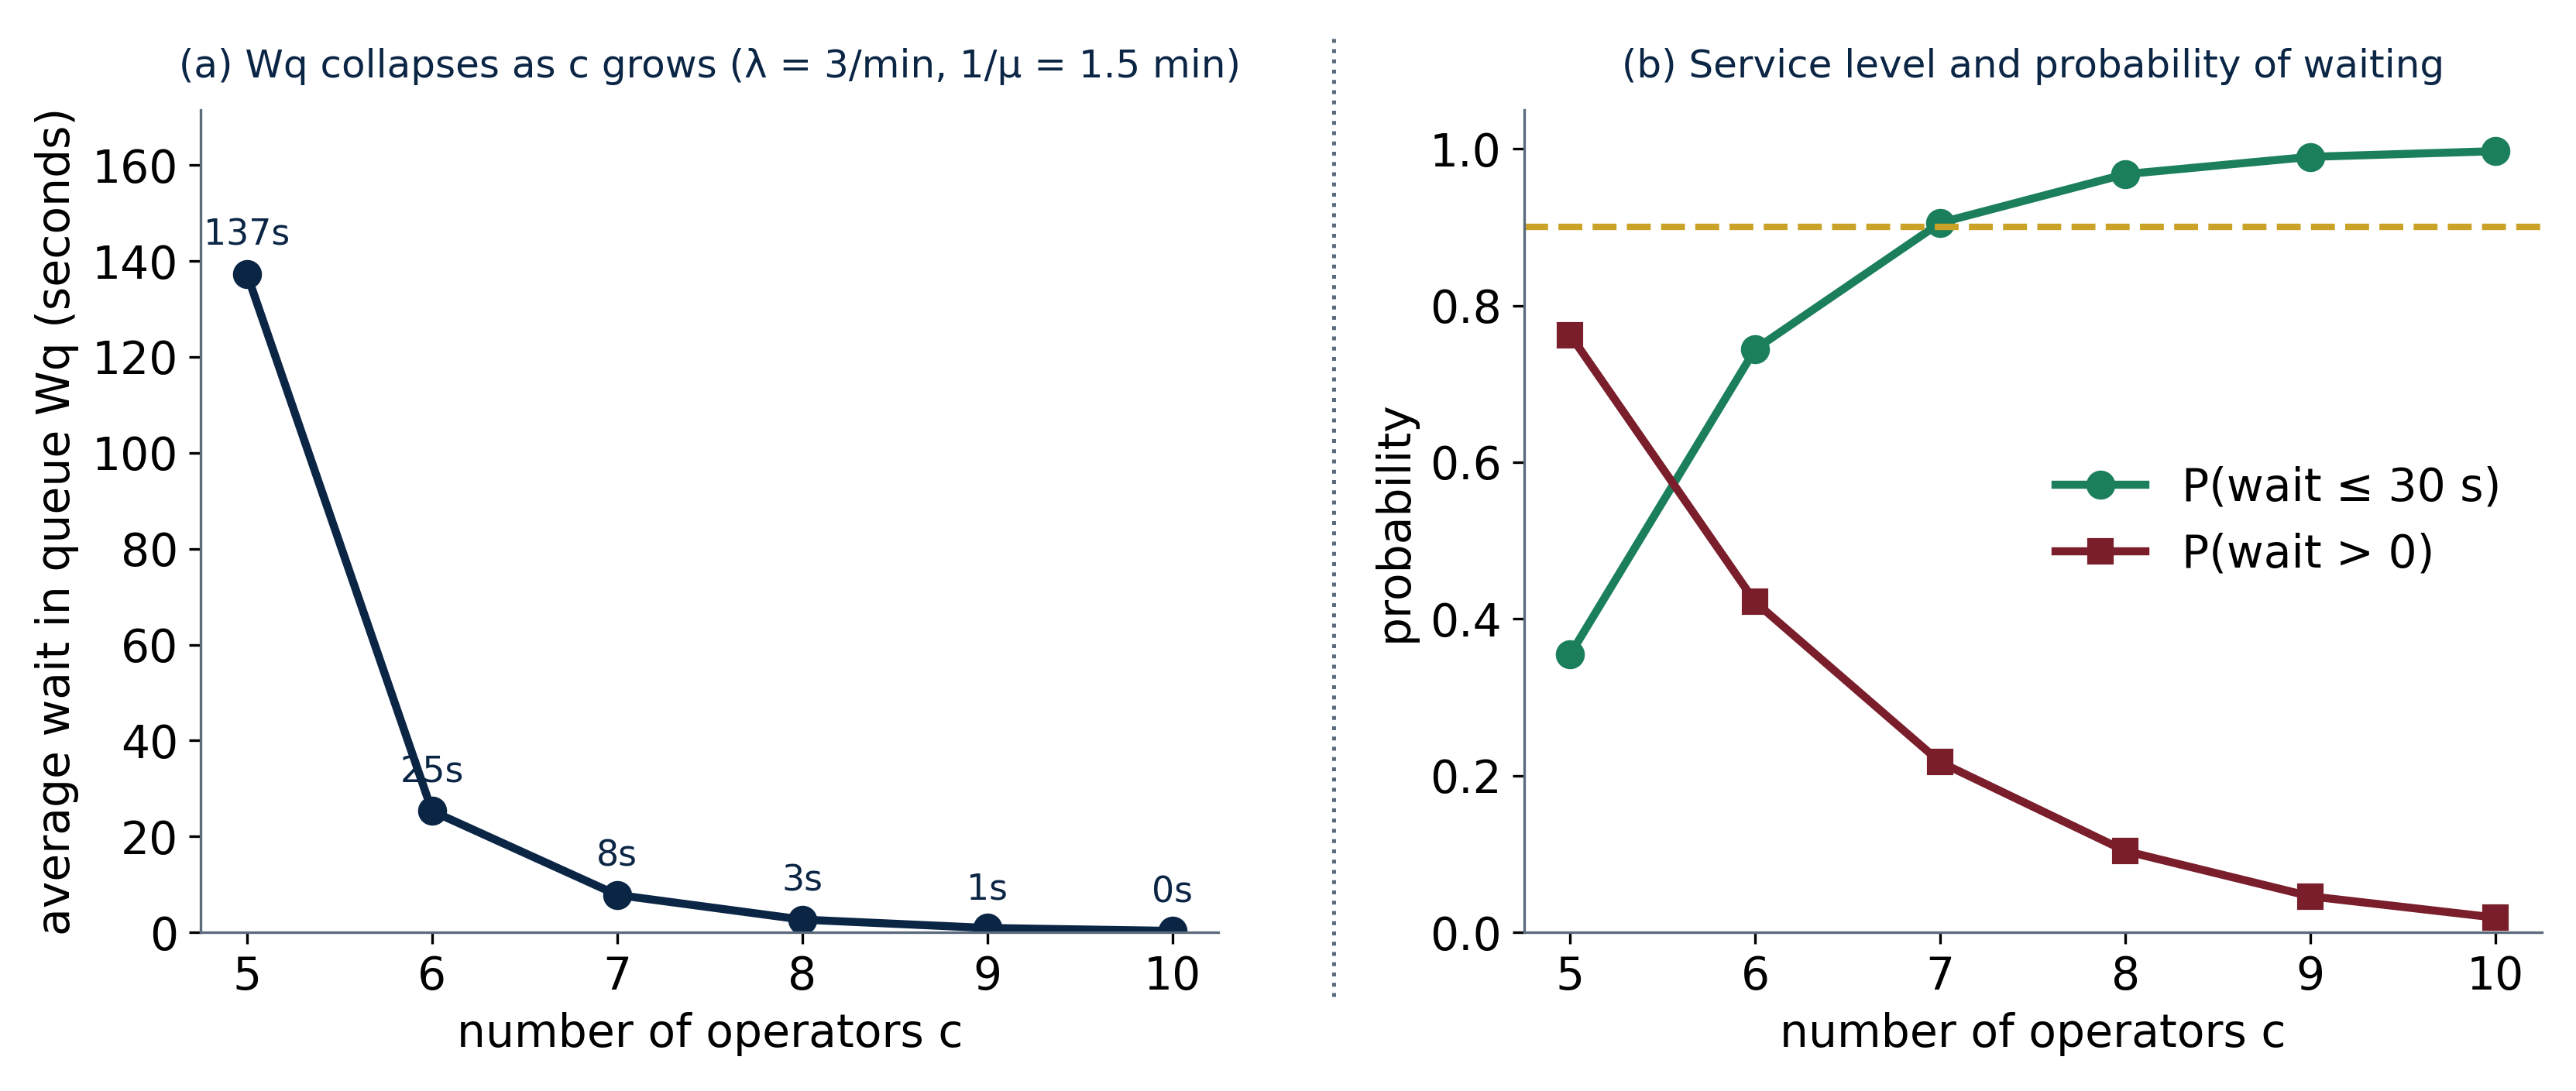 (a) Wq collapses as c grows (λ = 3/min, 1/μ = 1.5 min)
average wait in queue Wq (seconds)
160
140
120
100
80
60
40
20
0
137s
25s
8s
3s
1s
0s
5 6 7 8 9 10
number of operators c
(b) Service level and probability of waiting
probability
1.0
0.8
0.6
0.4
0.2
0.0
P(wait ≤ 30 s)
P(wait > 0)
5 6 7 8 9 10
number of operators c